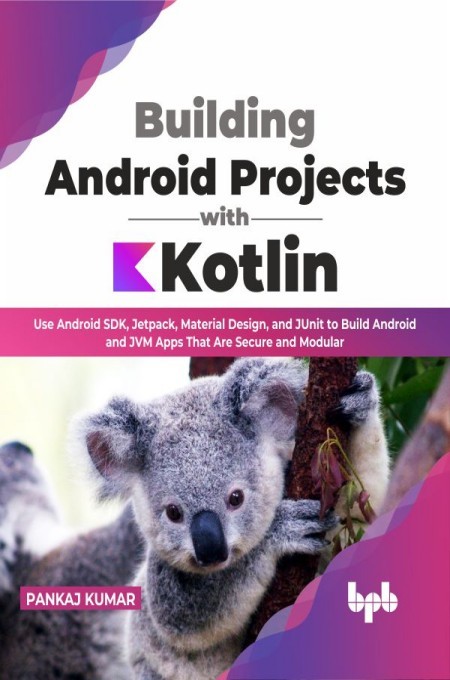 Building
Android Projects
with
Kotlin
Use Android SDK, Jetpack, Material Design, and JUnit to Build Android
and JVM Apps That Are Secure and Modular
PANKAJ KUMAR
bpb